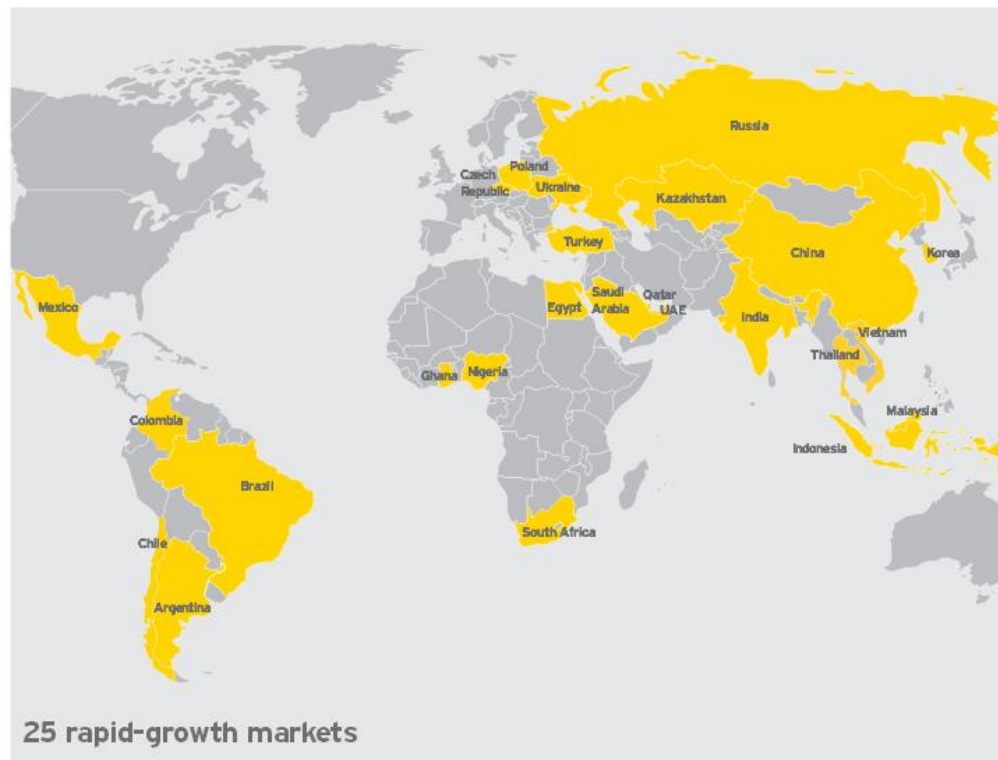 Russia
Poland
Czech
Republic
Ukraine
Kazakhstan
Turkey
China
Korea
Mexico
Egypt
Saudi
Arabia
Qatar
UAE
India
Vietnam
Thailand
Ghana
Nigeria
Malaysia
Colombia
Indonesia
Brazil
South Africa
Chile
Argentina
25 rapid-growth markets